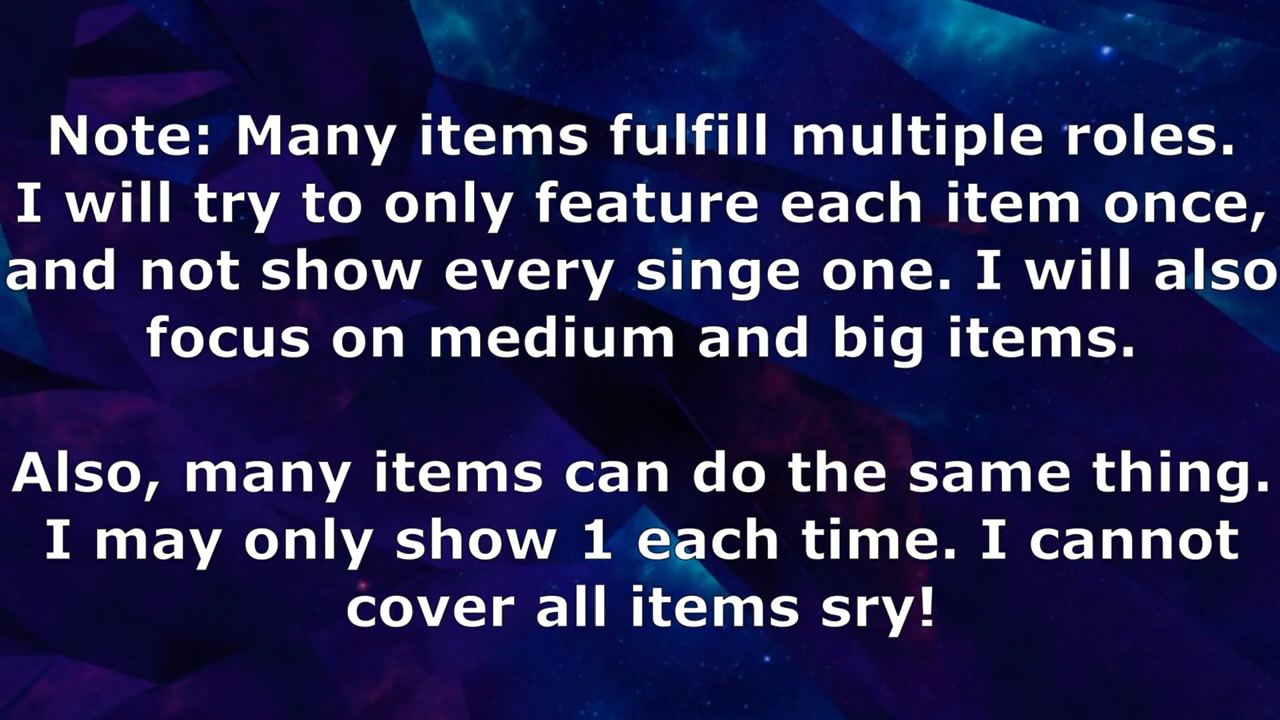 Note: Many items fulfill multiple roles.
I will try to only feature each item once,
and not show every singe one. I will also
focus on medium and big items.
Also, many items can do the same thing.
I may only show 1 each time. I cannot
cover all items sry!